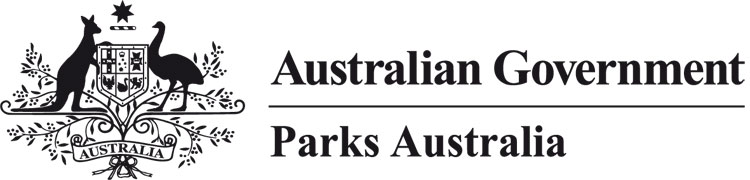 Australian Government
Parks Australia
AUSTRALIA